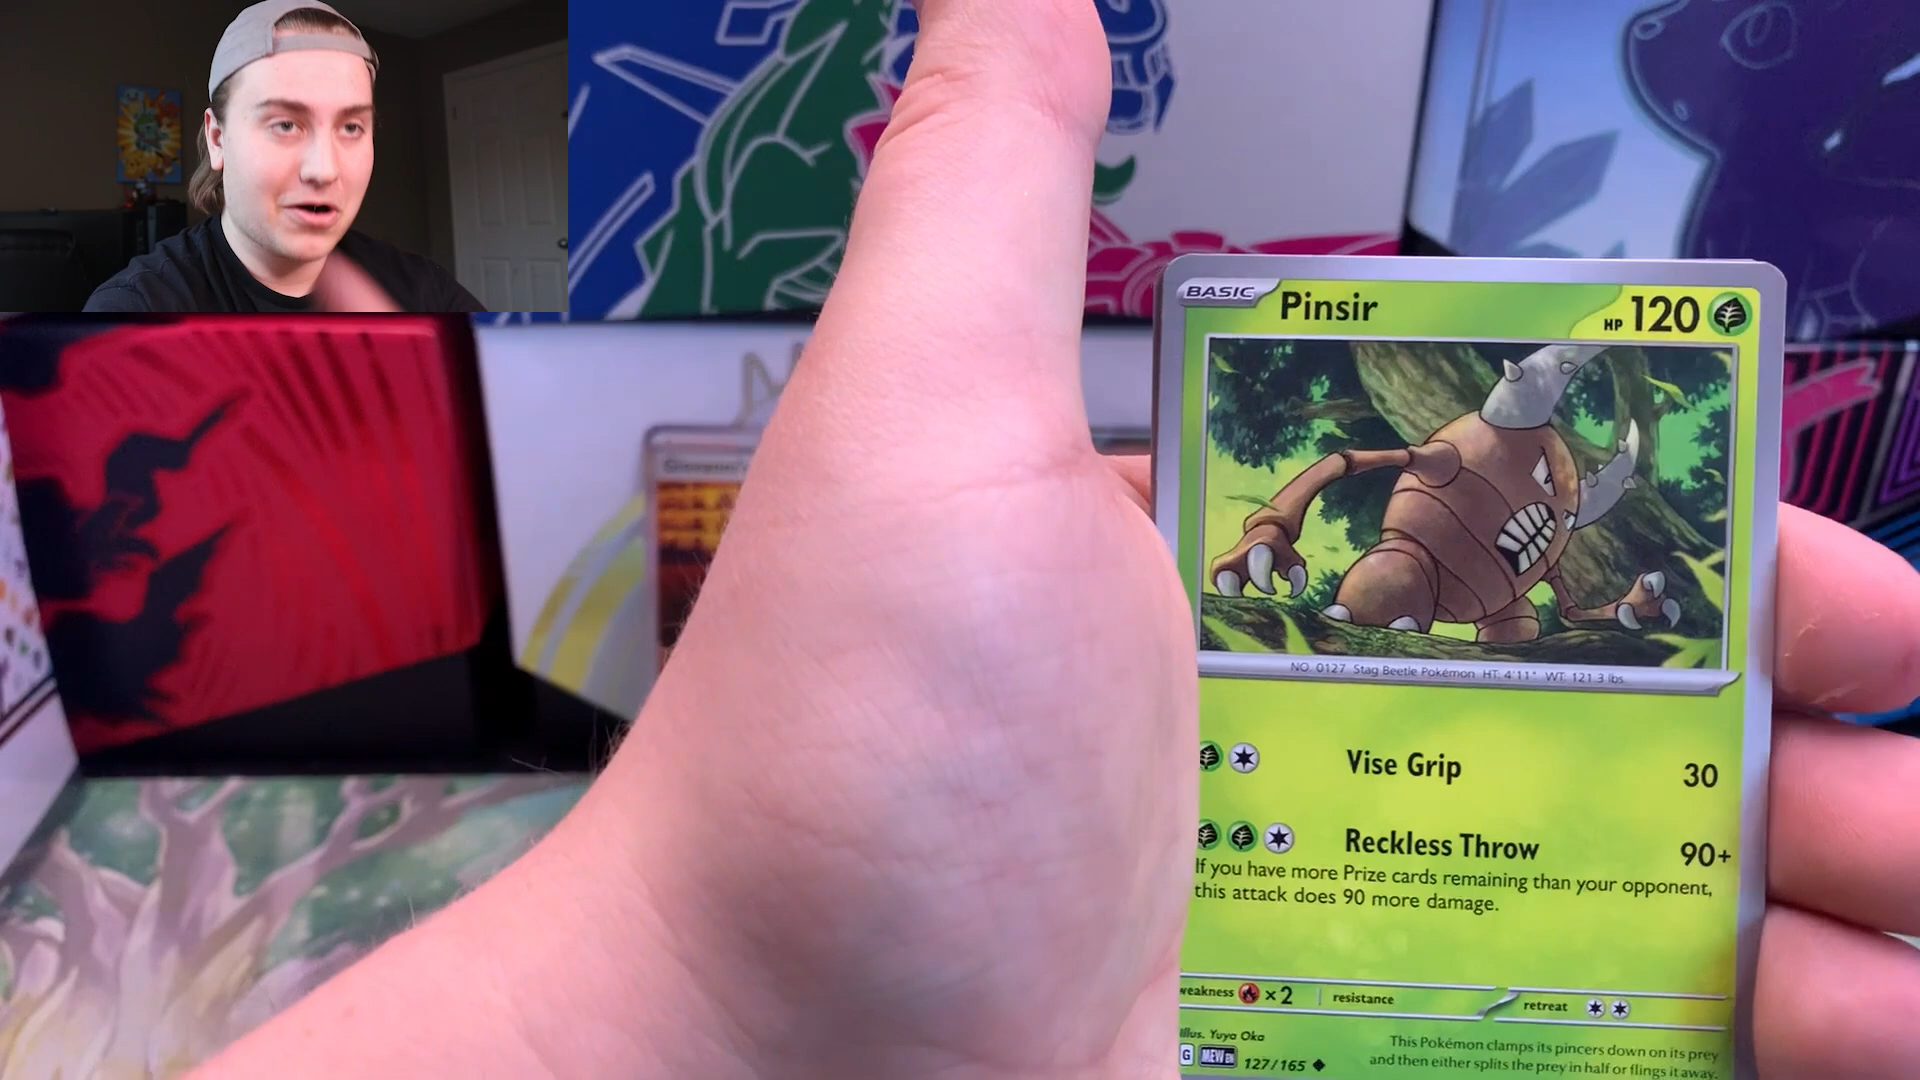 Giovanni's
BASIC Pinsir HP 120
NO. 0127 Stag Beetle Pokémon HT: 4'11" WT: 121.3 lbs.
Vise Grip 30
Reckless Throw 90+
If you have more Prize cards remaining than your opponent,
this attack does 90 more damage.
weakness ×2 resistance retreat
Illus. Yuya Oka
G MEW EN 127/165
This Pokémon clamps its pincers down on its prey
and then either splits the prey in half or flings it away.